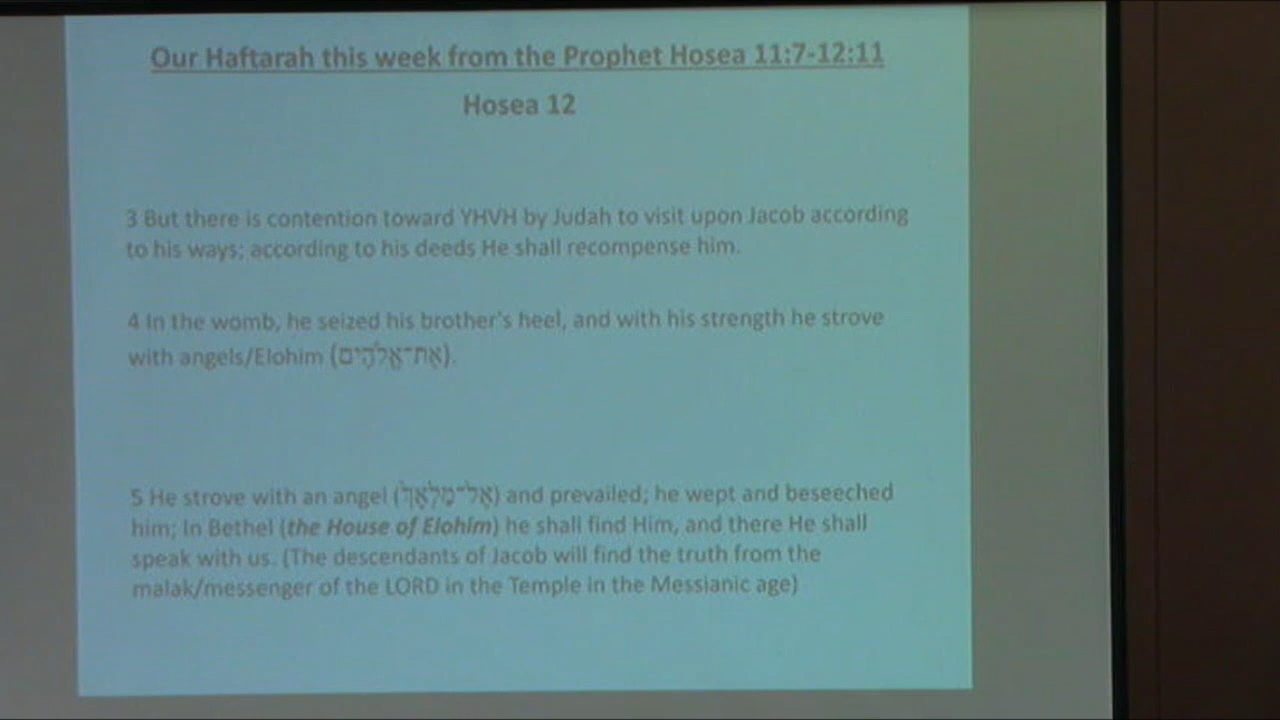 Our Haftarah this week from the Prophet Hosea 11:7-12:11
Hosea 12
3 But there is contention toward YHVH by Judah to visit upon Jacob according
to his ways; according to his deeds He shall recompense him.
4 In the womb, he seized his brother's heel, and with his strength he strove
with angels/Elohim (אֶת־אֱלֹהִים).
5 He strove with an angel (אֶל־מַלְאָךְ) and prevailed; he wept and beseeched
him; In Bethel (the House of Elohim) he shall find Him, and there He shall
speak with us. (The descendants of Jacob will find the truth from the
malak/messenger of the LORD in the Temple in the Messianic age)